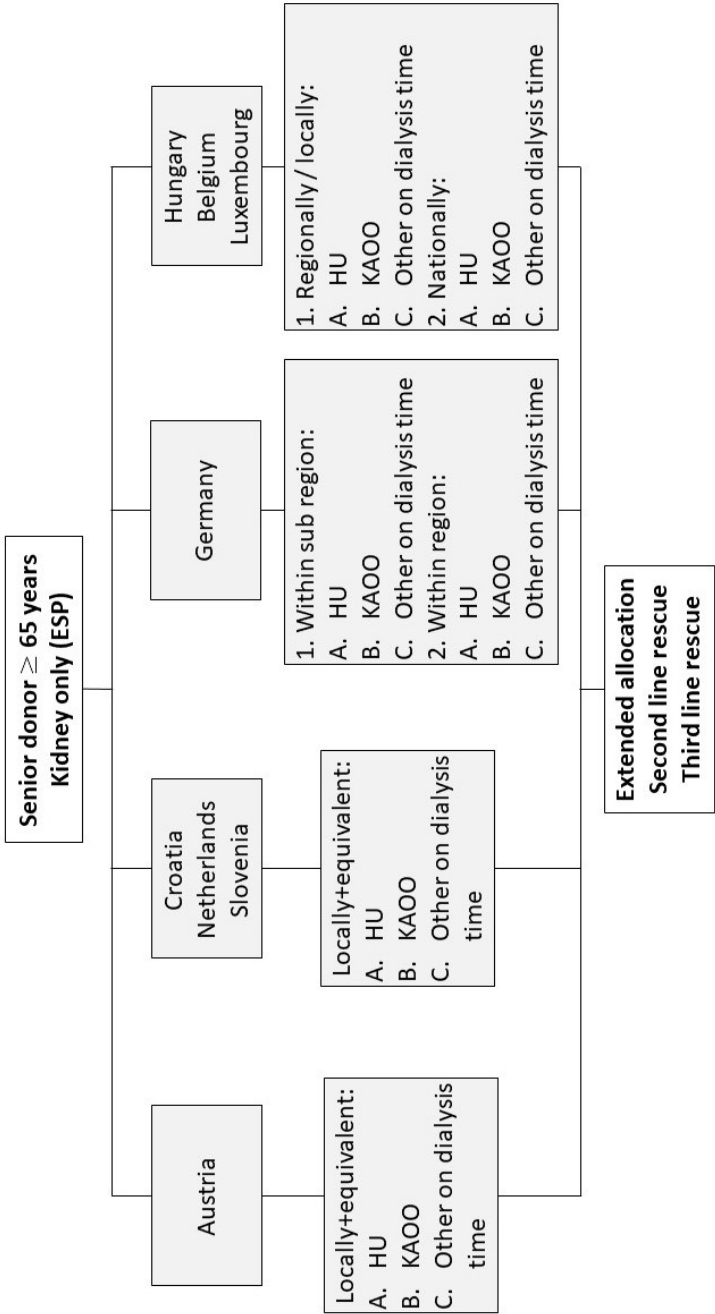 Senior donor ≥ 65 years
Kidney only (ESP)
Austria
Croatia
Netherlands
Slovenia
Germany
Hungary
Belgium
Luxembourg
Locally+equivalent:
A. HU
B. KAOO
C. Other on dialysis
time
Locally+equivalent:
A. HU
B. KAOO
C. Other on dialysis
time
1. Within sub region:
A. HU
B. KAOO
C. Other on dialysis time
2. Within region:
A. HU
B. KAOO
C. Other on dialysis time
1. Regionally / locally:
A. HU
B. KAOO
C. Other on dialysis time
2. Nationally:
A. HU
B. KAOO
C. Other on dialysis time
Extended allocation
Second line rescue
Third line rescue